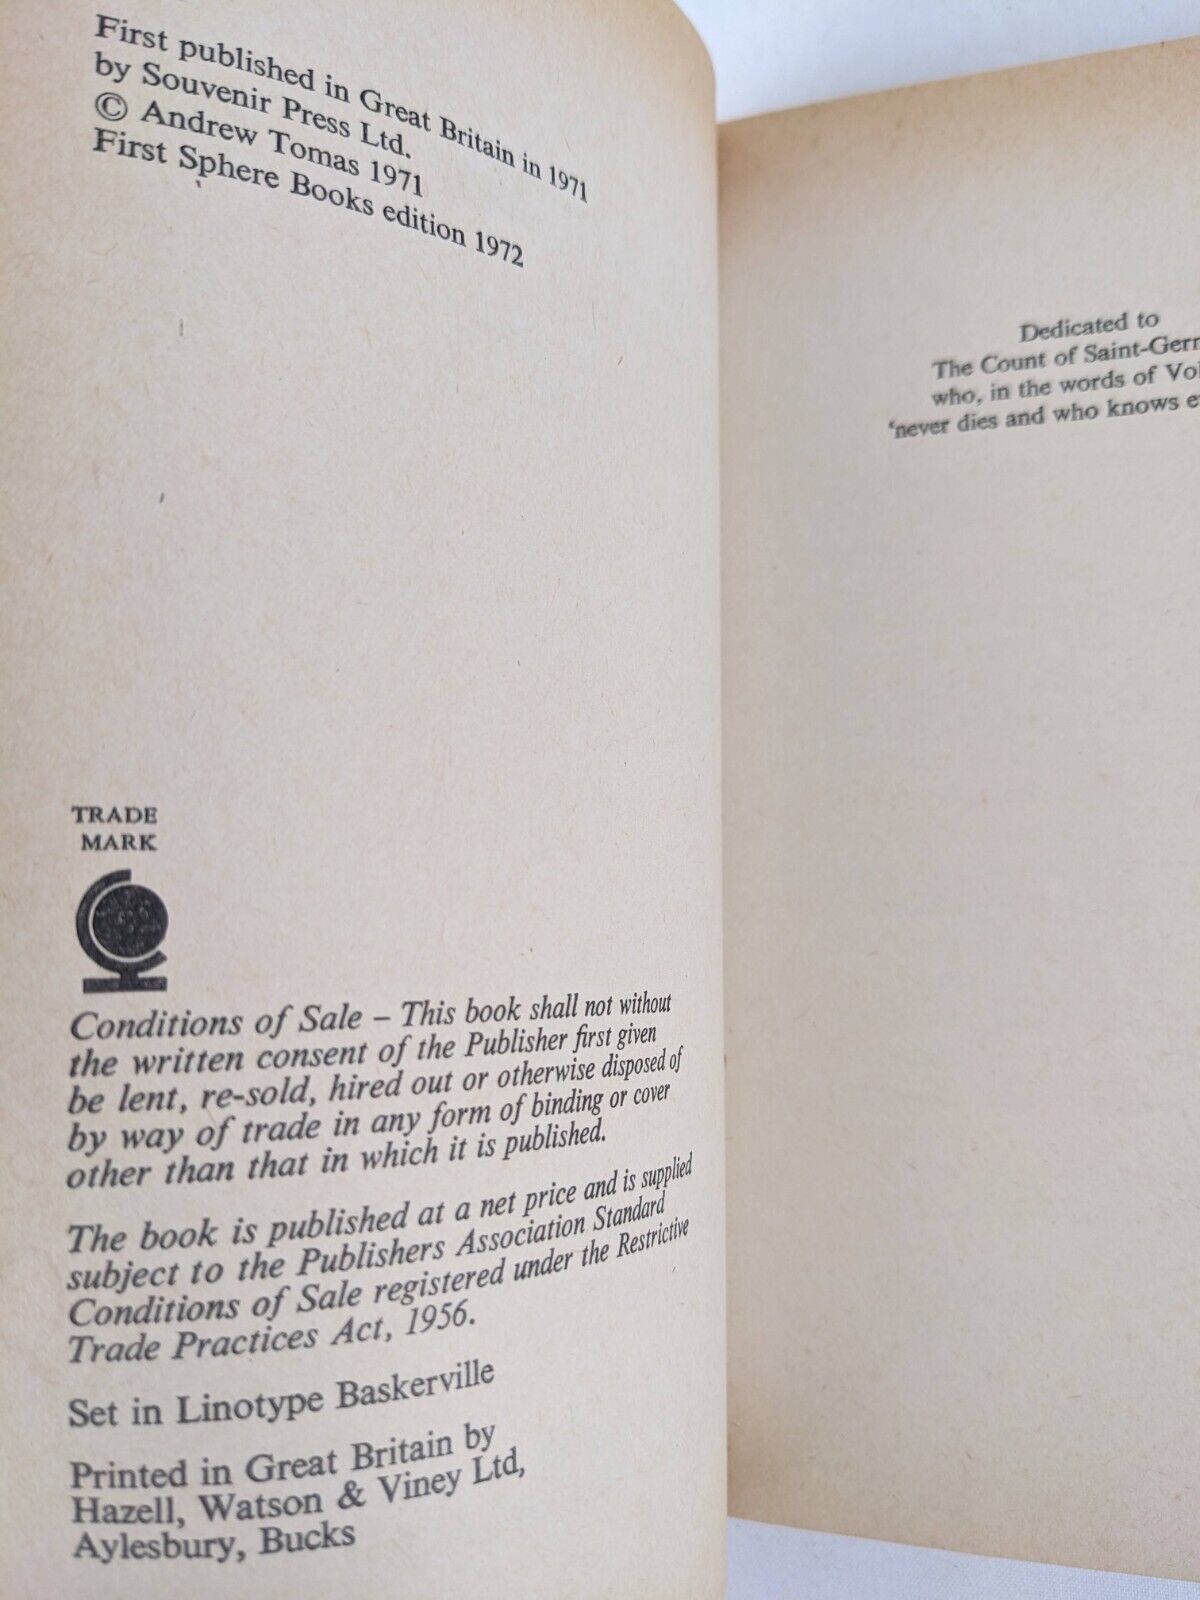 First published in Great Britain in 1971
by Souvenir Press Ltd.
© Andrew Tomas 1971
First Sphere Books edition 1972
TRADE
MARK
Conditions of Sale – This book shall not without
the written consent of the Publisher first given
be lent, re-sold, hired out or otherwise disposed of
by way of trade in any form of binding or cover
other than that in which it is published.
The book is published at a net price and is supplied
subject to the Publishers Association Standard
Conditions of Sale registered under the Restrictive
Trade Practices Act, 1956.
Set in Linotype Baskerville
Printed in Great Britain by
Hazell, Watson & Viney Ltd,
Aylesbury, Bucks
Dedicated to
The Count of
who, in the words of
‘never dies and who knows